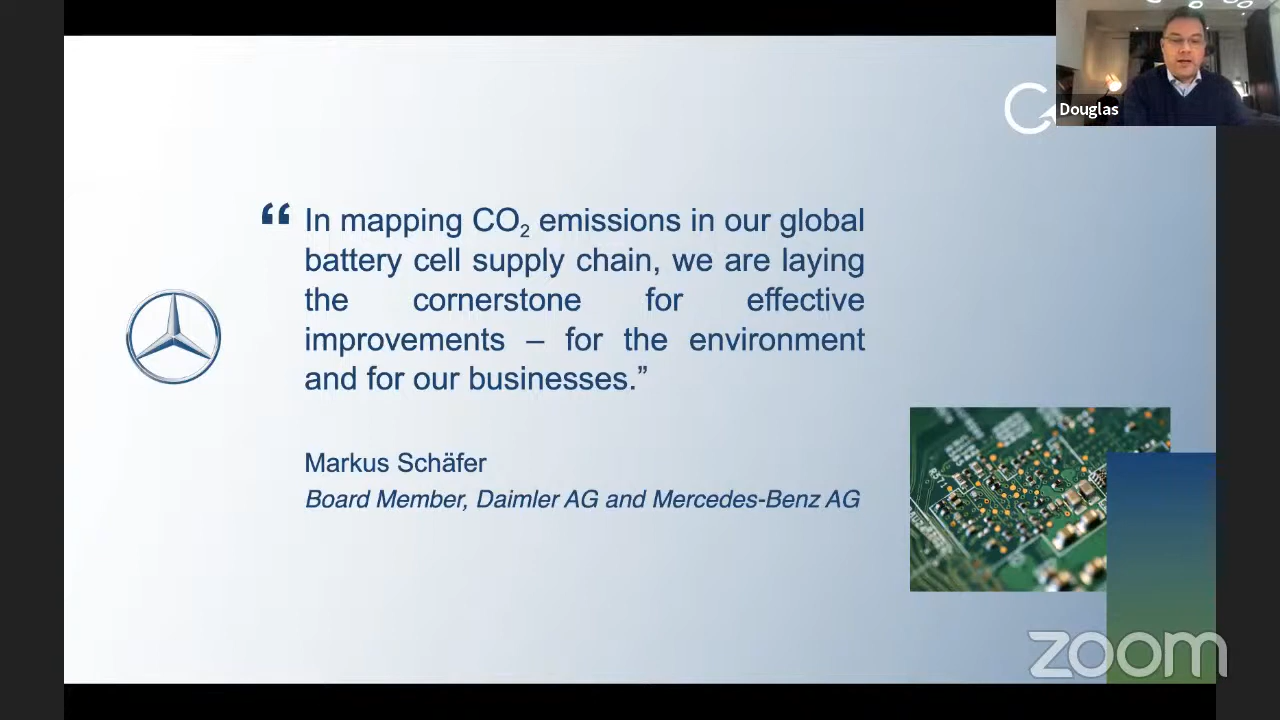 Douglas
“ In mapping CO₂ emissions in our global
battery cell supply chain, we are laying
the cornerstone for effective
improvements – for the environment
and for our businesses.”
Markus Schäfer
Board Member, Daimler AG and Mercedes-Benz AG
zoom